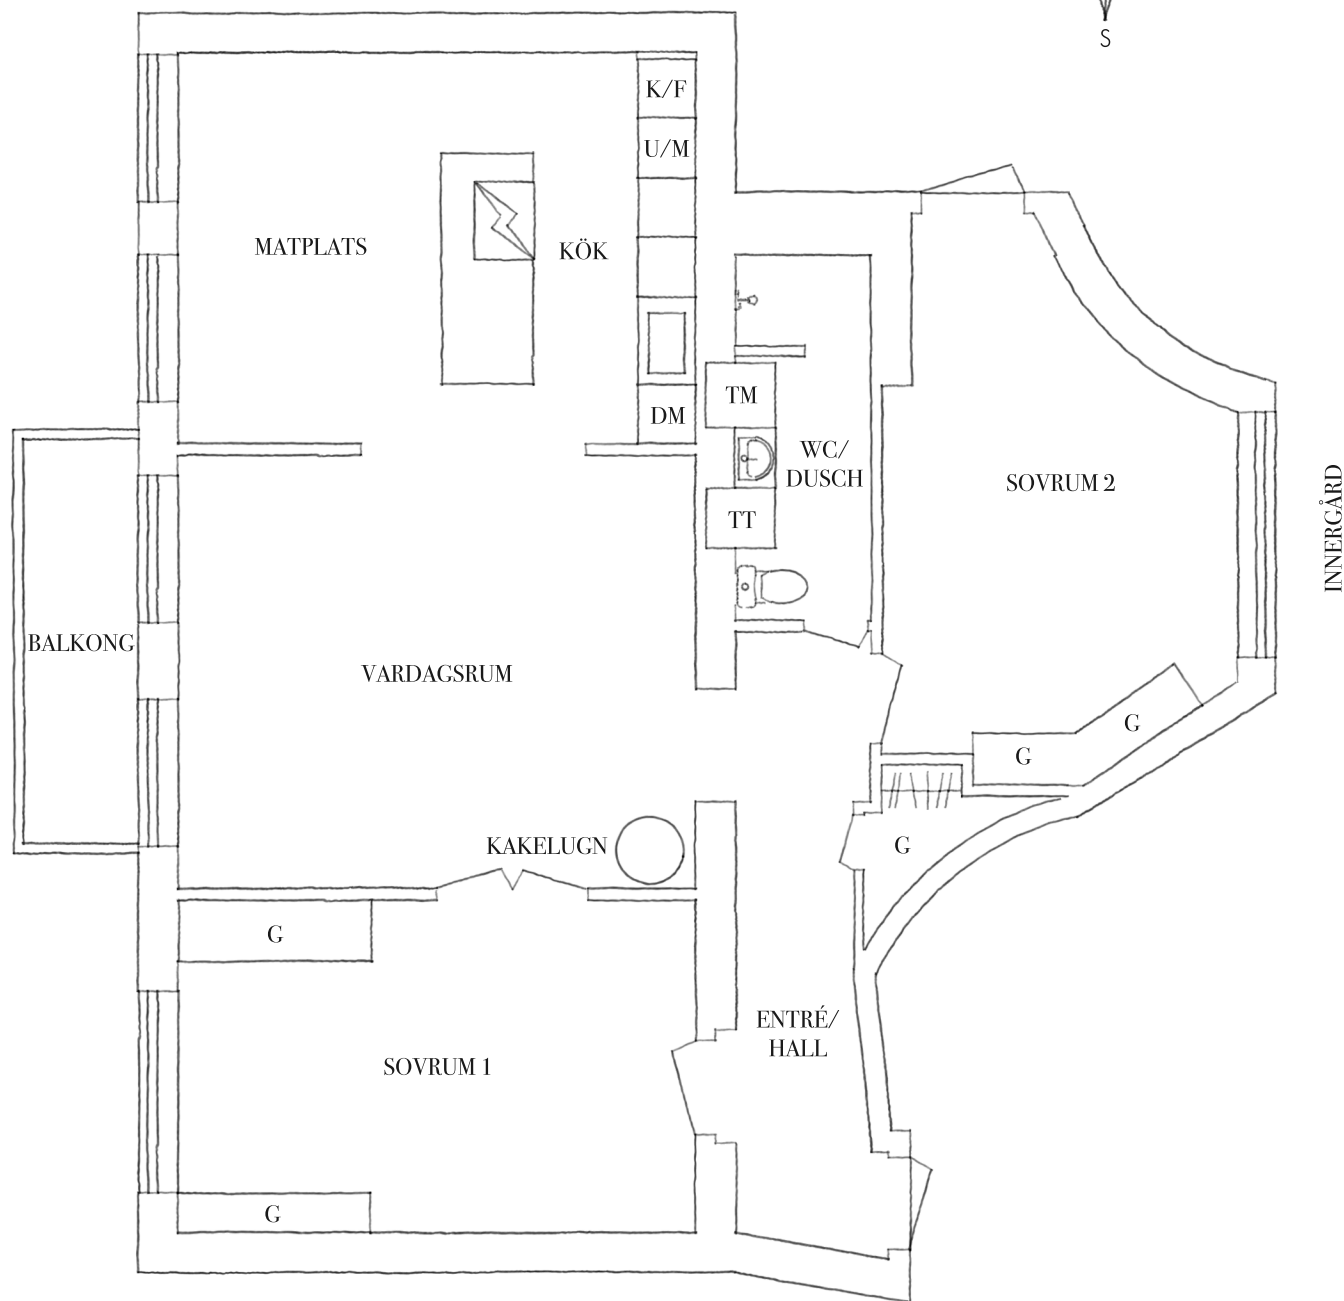 S
K/F
U/M
MATPLATS
KÖK
TM
DM
WC/
DUSCH
SOVRUM 2
INNERGÅRD
TT
BALKONG
VARDAGSRUM
G
G
KAKELUGN
G
G
ENTRÉ/
HALL
SOVRUM 1
G